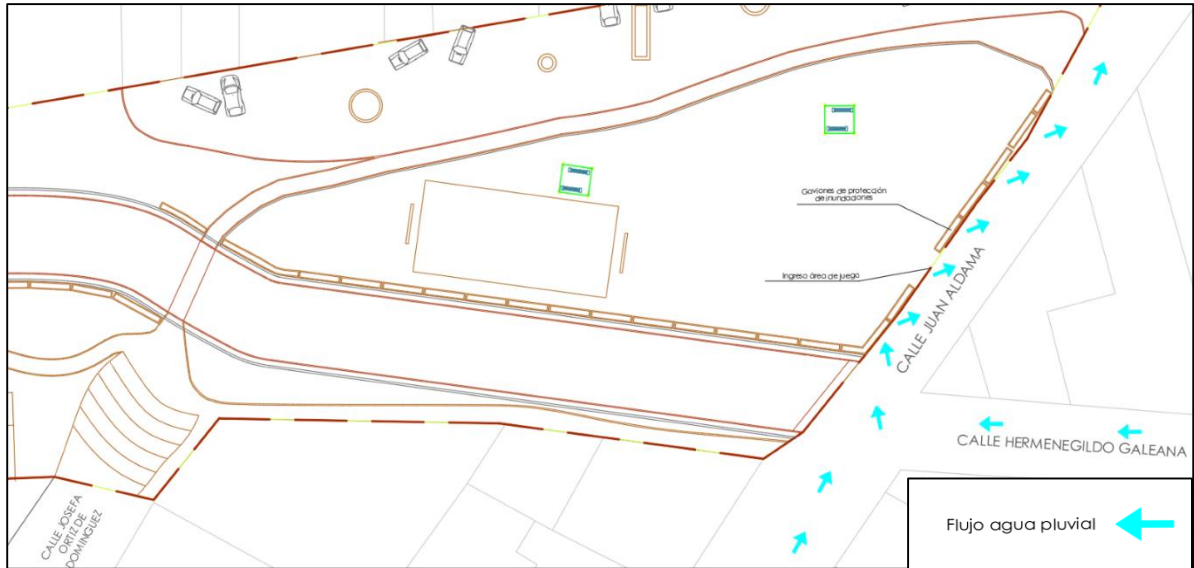 Gaviones de protección
de inundaciones
Ingreso área de juego
CALLE JUAN ALDAMA
CALLE HERMENEGILDO GALEANA
CALLE JOSEFA
ORTIZ DE
DOMINGUEZ
Flujo agua pluvial